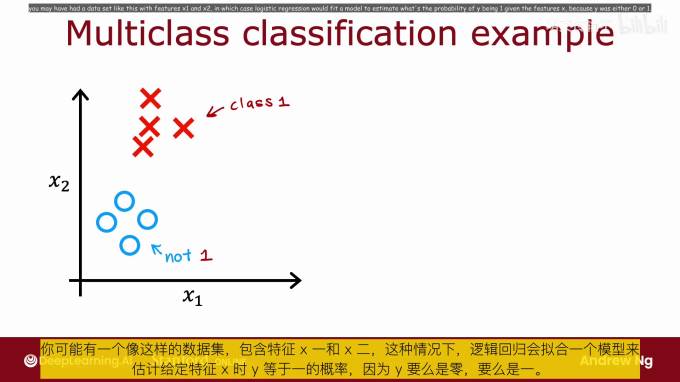 you may have had a data set like this with features x1 and x2, in which case logistic regression would fit a model to estimate what's the probability of y being 1 given the features x, because y was either 0 or 1.
Multiclass classification example
class 1
x₂
not 1
x₁
DeepLearning.AI
ONLINE
Andrew Ng
你可能有一个像这样的数据集，包含特征 x 一和 x 二，这种情况下，逻辑回归会拟合一个模型来
估计给定特征 x 时 y 等于一的概率，因为 y 要么是零，要么是一。